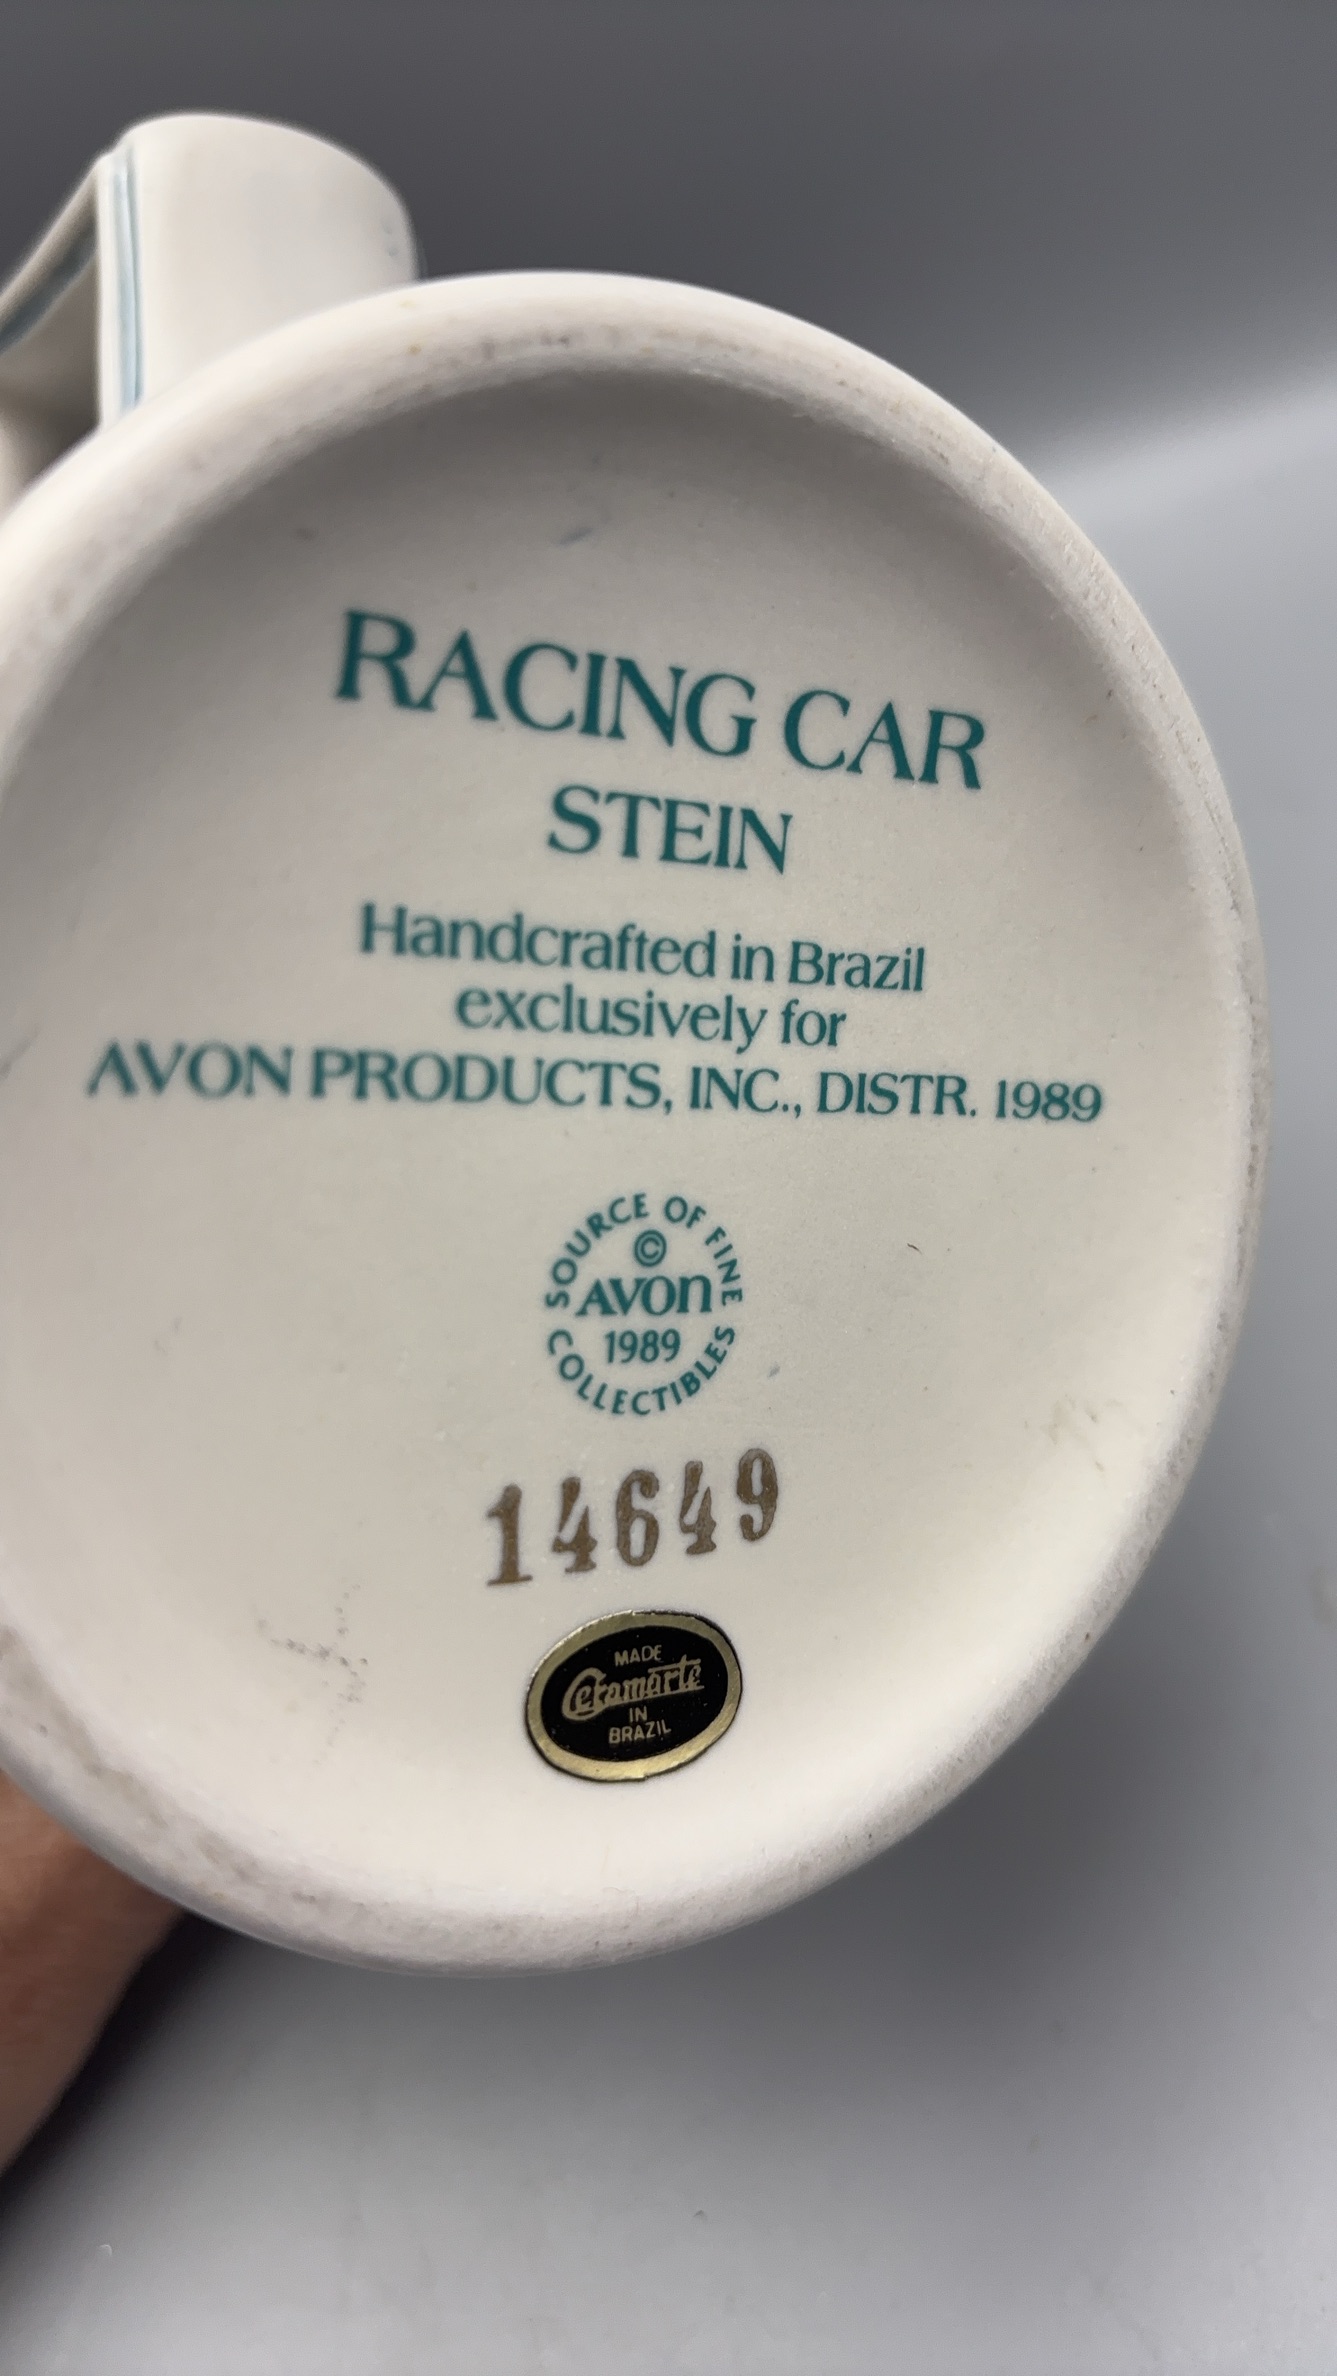 RACING CAR
STEIN
Handcrafted in Brazil
exclusively for
AVON PRODUCTS, INC., DISTR. 1989
SOURCE OF FINE
©
AVON
1989
COLLECTIBLES
14649
MADE
Ceramarte
IN
BRAZIL